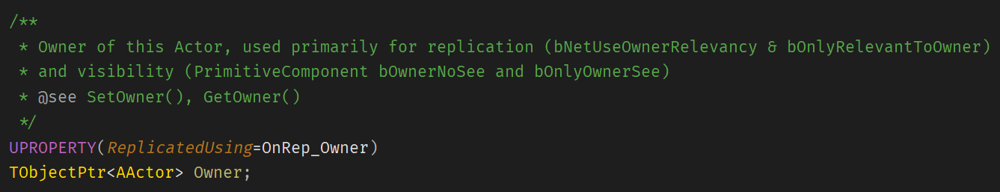 /**
* Owner of this Actor, used primarily for replication (bNetUseOwnerRelevancy & bOnlyRelevantToOwner)
* and visibility (PrimitiveComponent bOwnerNoSee and bOnlyOwnerSee)
* @see SetOwner(), GetOwner()
*/
UPROPERTY(ReplicatedUsing=OnRep_Owner)
TObjectPtr<AActor> Owner;